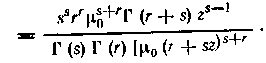 = \frac{s^s r^r \mu_0^{s+r} \Gamma (r + s) z^{s-1}}{\Gamma (s) \Gamma (r) [\mu_0 (r + sz)^{s+r}}.